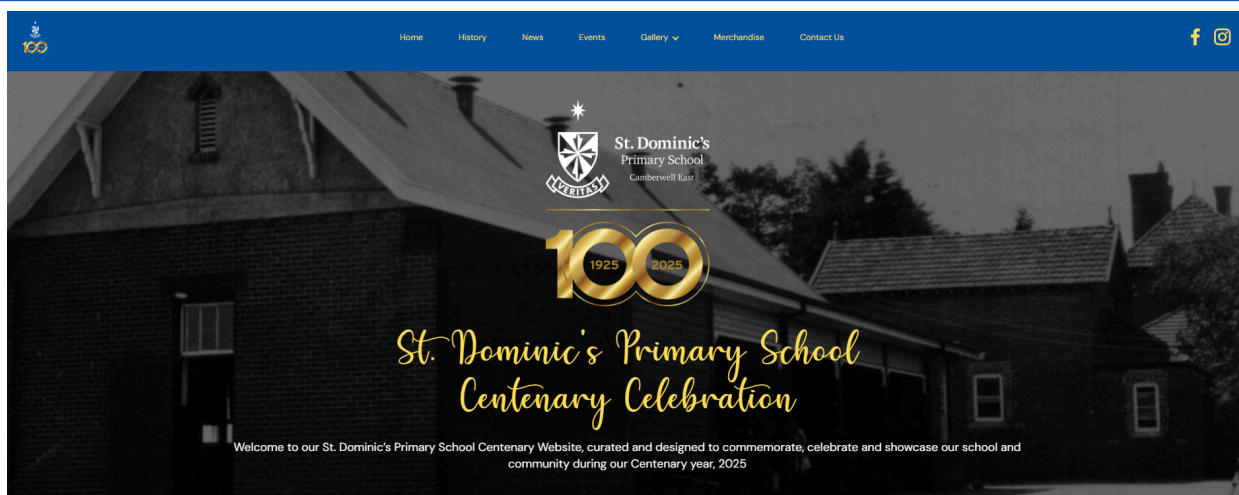 100
Home History News Events Gallery Merchandise Contact Us
St. Dominic's
Primary School
Camberwell East
VERITAS
100
1925 2025
St. Dominic's Primary School
Centenary Celebration
Welcome to our St. Dominic's Primary School Centenary Website, curated and designed to commemorate, celebrate and showcase our school and
community during our Centenary year, 2025